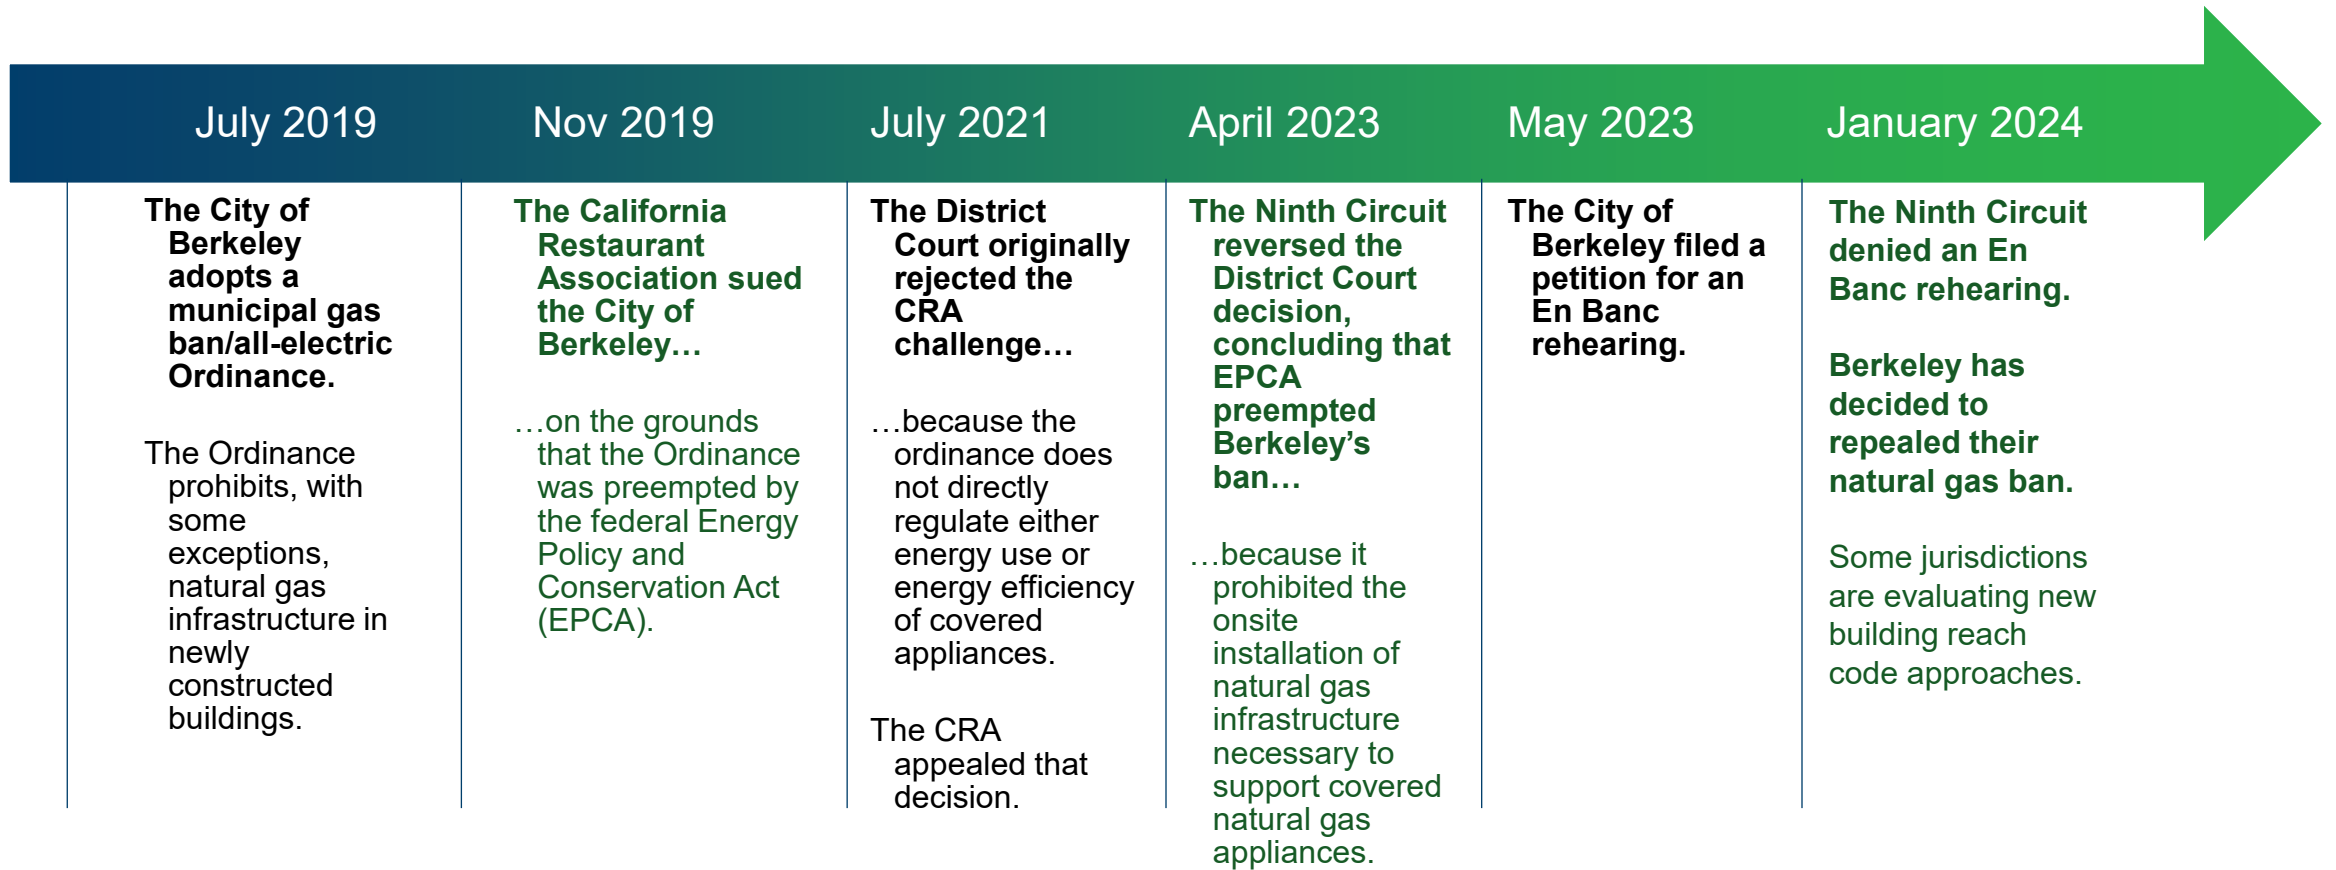 July 2019
Nov 2019
July 2021
April 2023
May 2023
January 2024
The City of
Berkeley
adopts a
municipal gas
ban/all-electric
Ordinance.
The Ordinance
prohibits, with
some
exceptions,
natural gas
infrastructure in
newly
constructed
buildings.
The California
Restaurant
Association sued
the City of
Berkeley…
…on the grounds
that the Ordinance
was preempted by
the federal Energy
Policy and
Conservation Act
(EPCA).
The District
Court originally
rejected the
CRA
challenge…
…because the
ordinance does
not directly
regulate either
energy use or
energy efficiency
of covered
appliances.
The CRA
appealed that
decision.
The Ninth Circuit
reversed the
District Court
decision,
concluding that
EPCA
preempted
Berkeley’s
ban…
…because it
prohibited the
onsite
installation of
natural gas
infrastructure
necessary to
support covered
natural gas
appliances.
The City of
Berkeley filed a
petition for an
En Banc
rehearing.
The Ninth Circuit
denied an En
Banc rehearing.
Berkeley has
decided to
repealed their
natural gas ban.
Some jurisdictions
are evaluating new
building reach
code approaches.